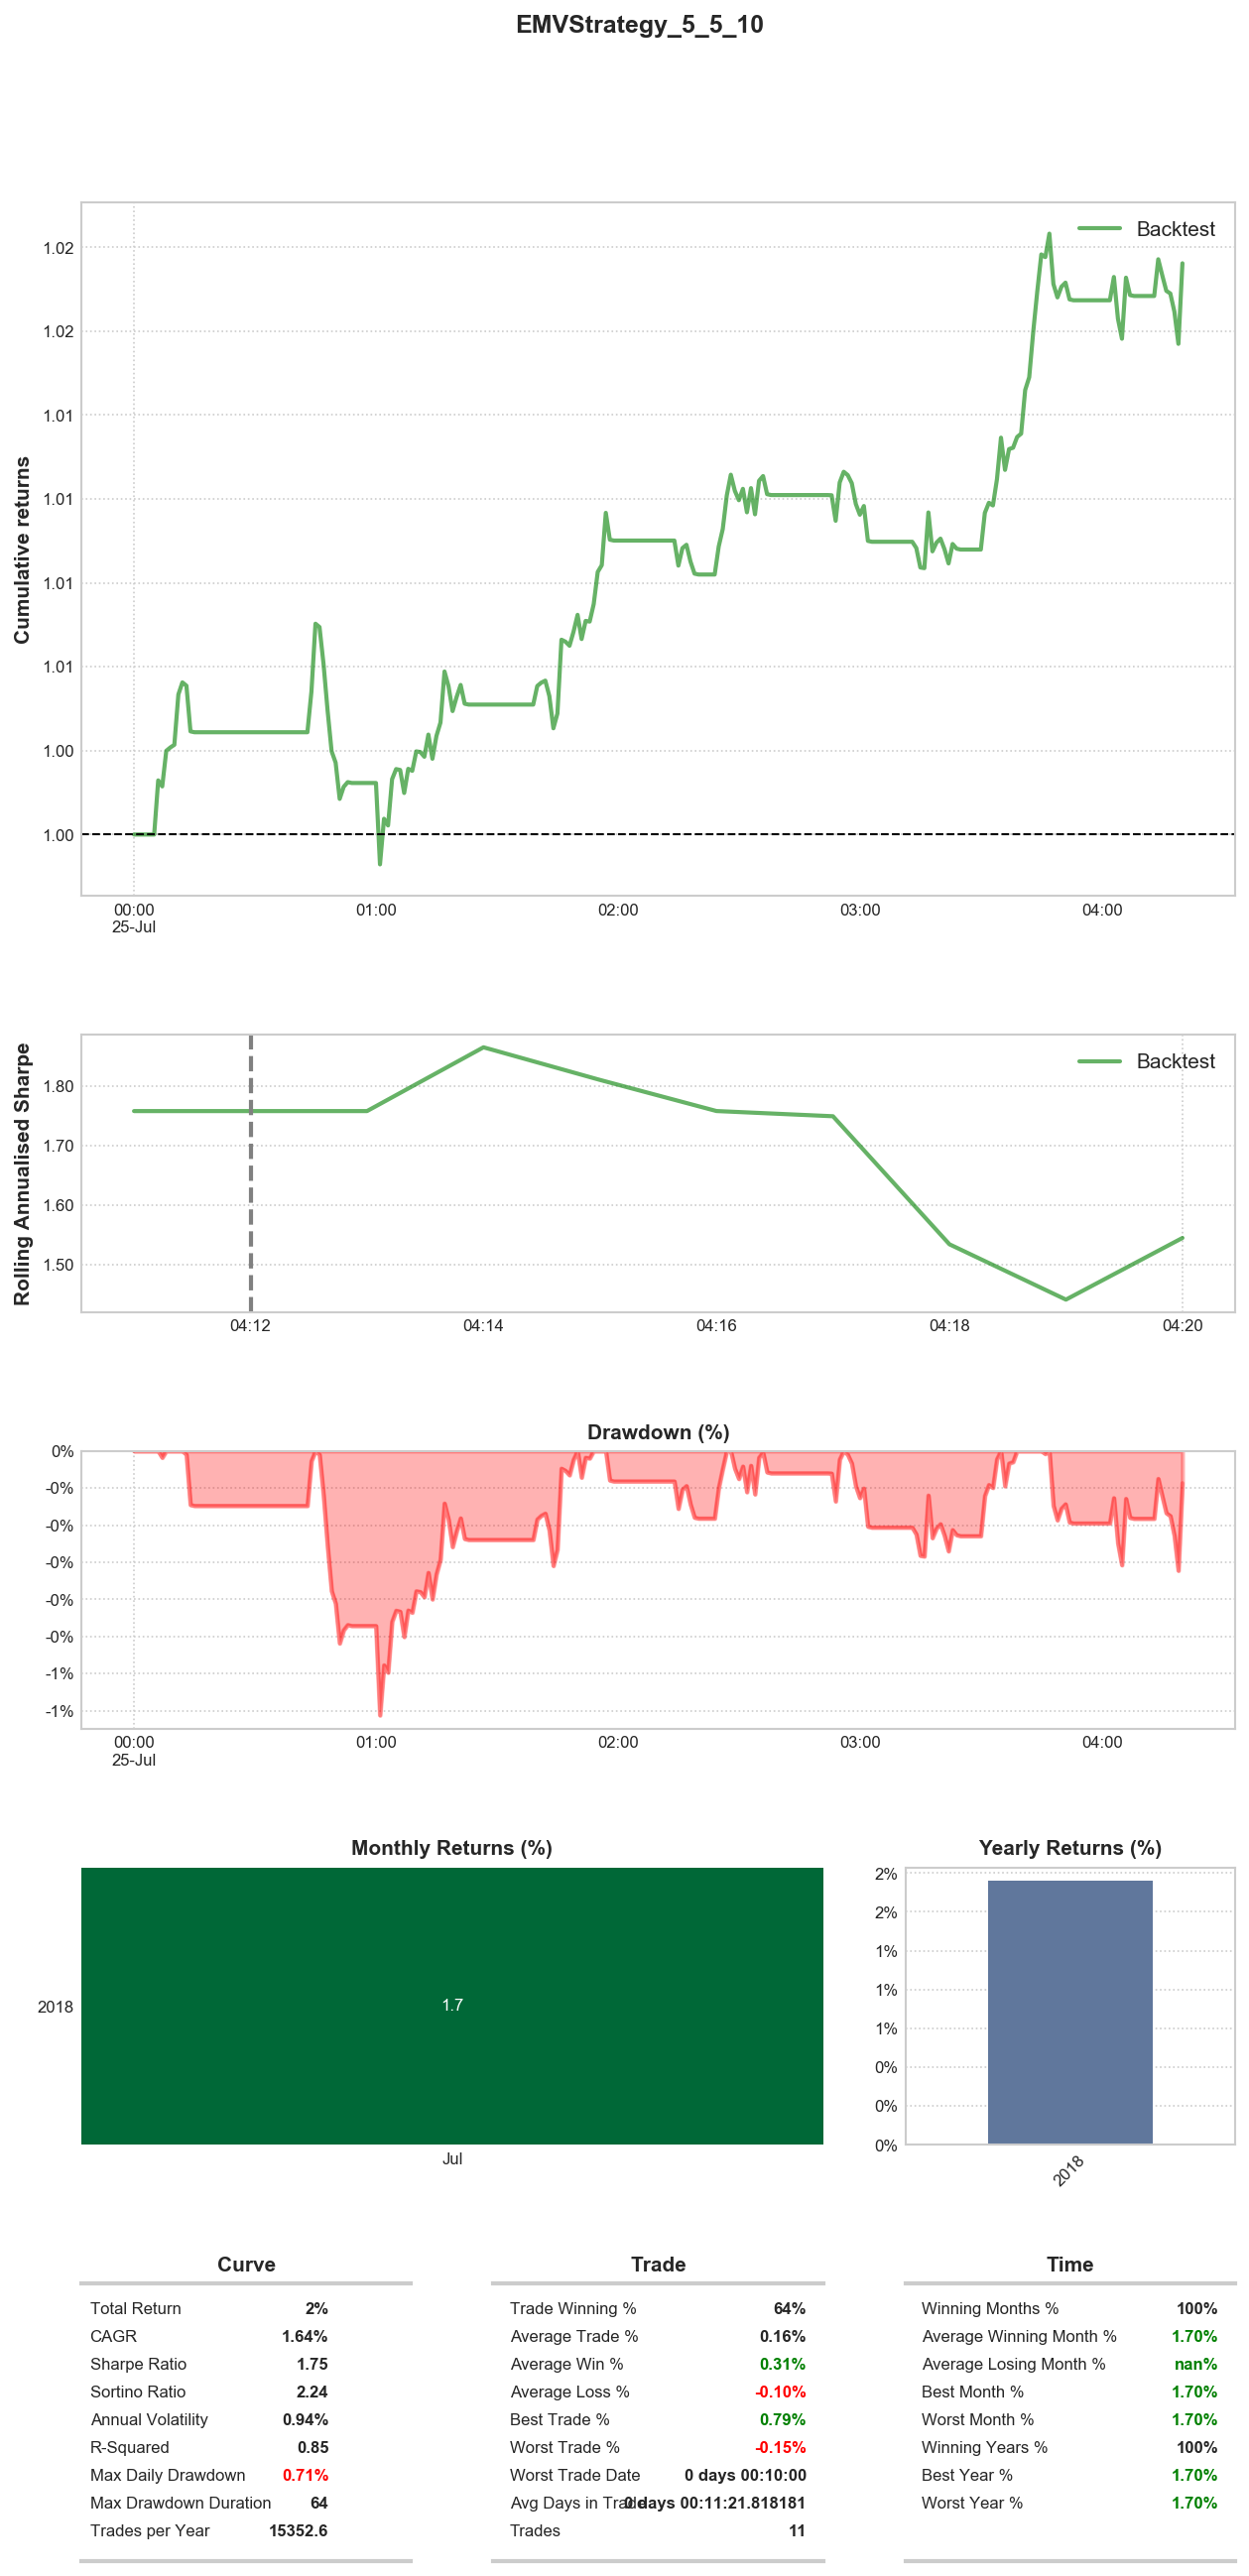 EMVStrategy_5_5_10
Backtest
Cumulative returns
1.02
1.02
1.01
1.01
1.01
1.01
1.00
1.00
00:00 01:00 02:00 03:00 04:00
25-Jul
Backtest
Rolling Annualised Sharpe
1.80
1.70
1.60
1.50
04:12 04:14 04:16 04:18 04:20
Drawdown (%)
0%
-0%
-0%
-0%
-0%
-0%
-1%
-1%
00:00 01:00 02:00 03:00 04:00
25-Jul
Monthly Returns (%)
2018
1.7
Jul
Yearly Returns (%)
2%
2%
1%
1%
1%
0%
0%
0%
2018
Curve
Total Return 2%
CAGR 1.64%
Sharpe Ratio 1.75
Sortino Ratio 2.24
Annual Volatility 0.94%
R-Squared 0.85
Max Daily Drawdown 0.71%
Max Drawdown Duration 64
Trades per Year 15352.6
Trade
Trade Winning % 64%
Average Trade % 0.16%
Average Win % 0.31%
Average Loss % -0.10%
Best Trade % 0.79%
Worst Trade % -0.15%
Worst Trade Date 0 days 00:10:00
Avg Days in Trade 0 days 00:11:21.818181
Trades 11
Time
Winning Months % 100%
Average Winning Month % 1.70%
Average Losing Month % nan%
Best Month % 1.70%
Worst Month % 1.70%
Winning Years % 100%
Best Year % 1.70%
Worst Year % 1.70%